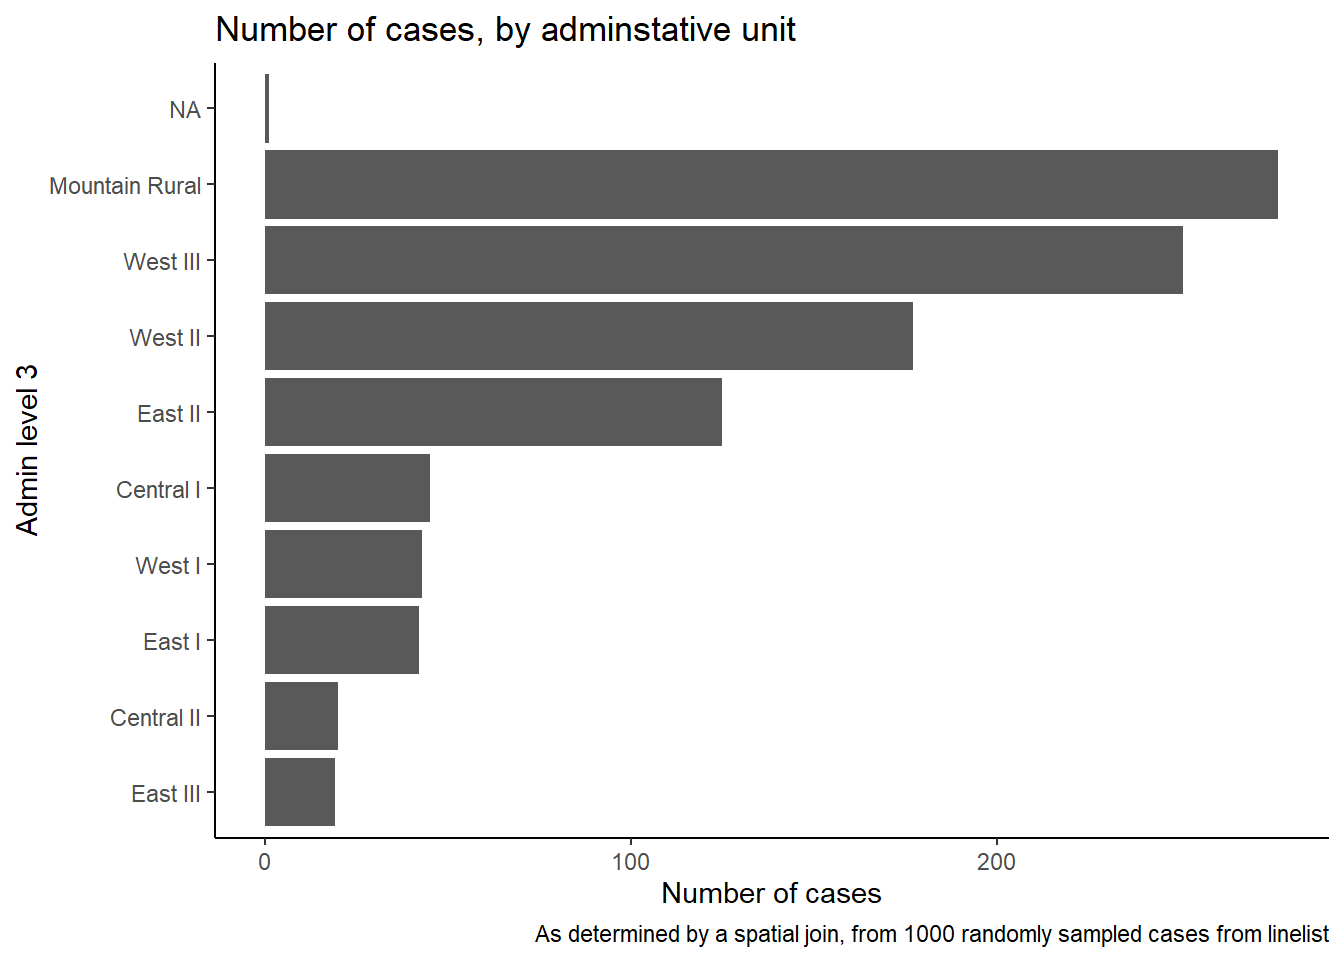 Number of cases, by adminstative unit
NA
Mountain Rural
West III
West II
East II
Central I
West I
East I
Central II
East III
Admin level 3
0 100 200
Number of cases
As determined by a spatial join, from 1000 randomly sampled cases from linelist